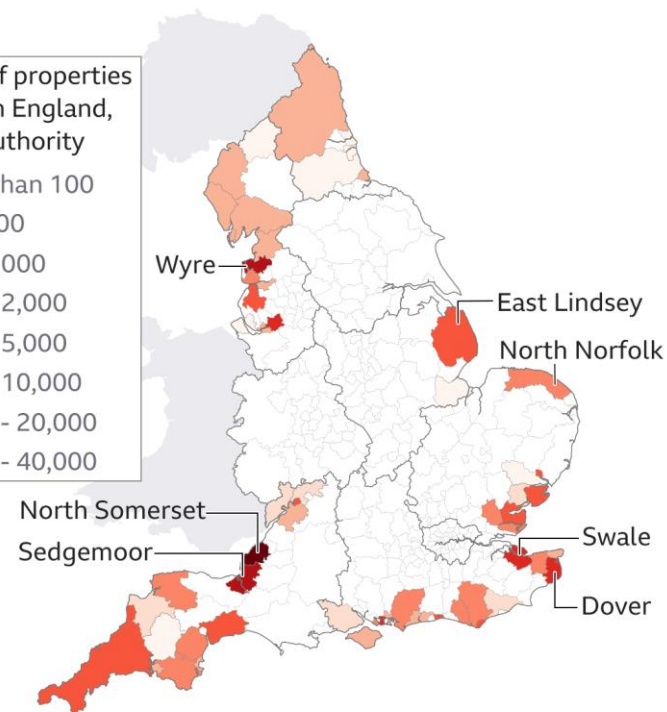 f properties
n England,
uthority
han 100
00
000
2,000
5,000
10,000
- 20,000
- 40,000
Wyre
East Lindsey
North Norfolk
North Somerset
Sedgemoor
Swale
Dover